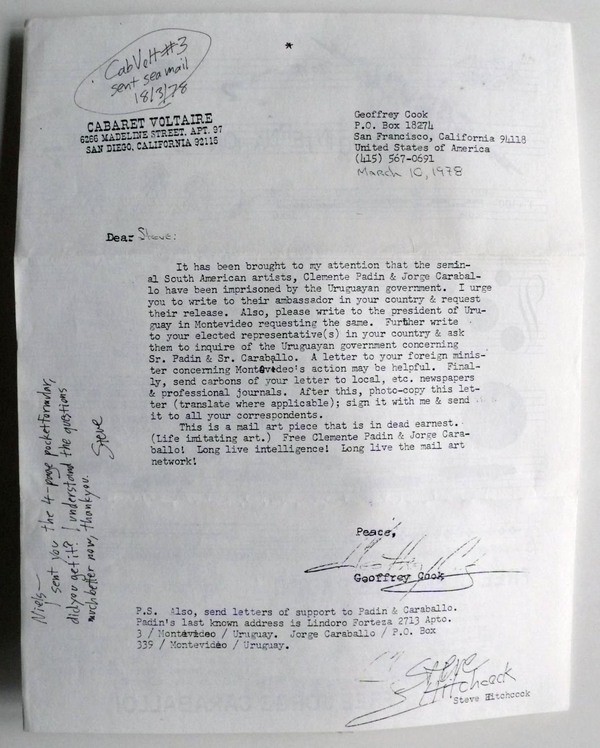 *
CabVolt #3
sent sea mail
18/3/78
CABARET VOLTAIRE
6266 MADELINE STREET, APT. 97
SAN DIEGO, CALIFORNIA 92115
Geoffrey Cook
P.O. Box 18274
San Francisco, California 94118
United States of America
(415) 567-0691
March 10, 1978
Dear Steve:
It has been brought to my attention that the semin-
al South American artists, Clemente Padin & Jorge Carabal-
lo have been imprisoned by the Uruguayan government. I urge
you to write to their ambassador in your country & request
their release. Also, please write to the president of Uru-
guay in Montevideo requesting the same. Further write
to your elected representative(s) in your country & ask
them to inquire of the Uruguayan government concerning
Sr. Padin & Sr. Caraballo. A letter to your foreign minis-
ter concerning Montevideo's action may be helpful. Final-
ly, send carbons of your letter to local, etc. newspapers
& professional journals. After this, photo-copy this let-
ter (translate where applicable); sign it with me & send
it to all your correspondents.
This is a mail art piece that is in dead earnest.
(Life imitating art.) Free Clemente Padin & Jorge Cara-
ballo! Long live intelligence! Long live the mail art
network!
Peace,
Geoffrey Cook
P.S. Also, send letters of support to Padin & Caraballo.
Padin's last known address is Lindoro Forteza 2713 Apto.
3 / Montévideo / Uruguay. Jorge Caraballo / P.O. Box
339 / Montévideo / Uruguay.
Steve
Hitchcock
Steve Hitchcock
Niels—
sent you the 4-page pocketformular,
did you get it? I understand the questions
much better now, thank you.
Steve